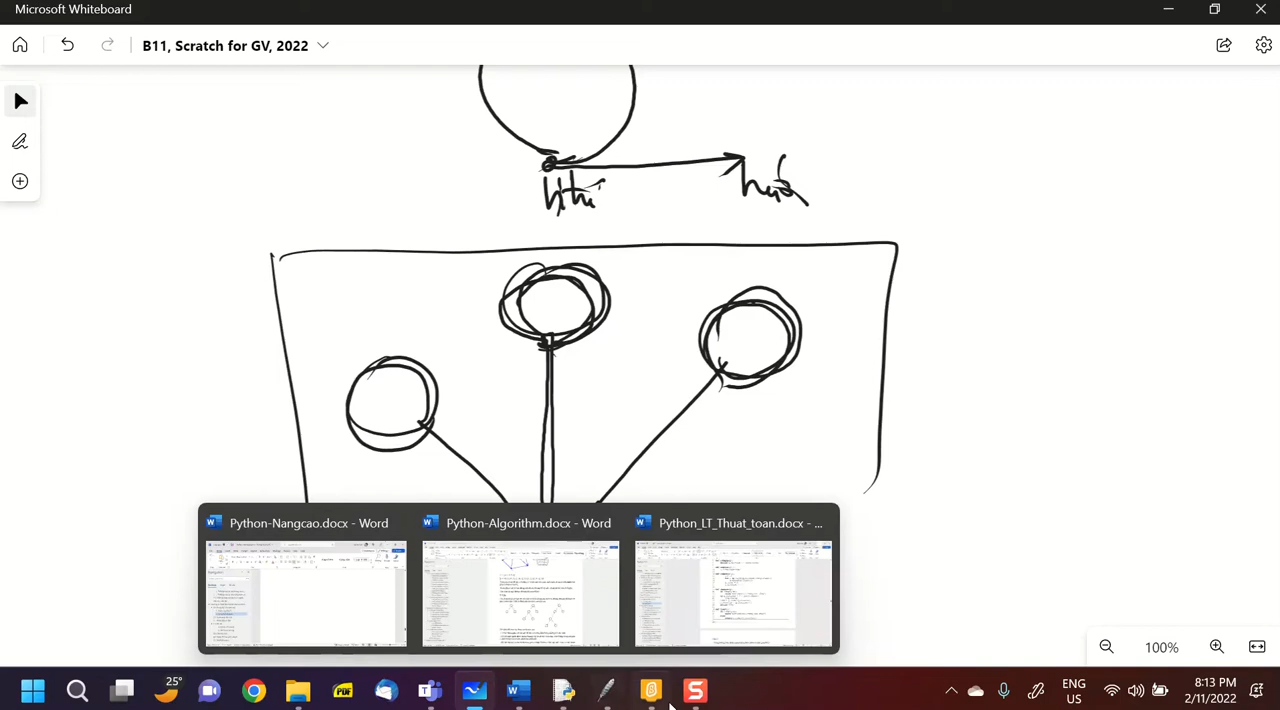 Microsoft Whiteboard
B11, Scratch for GV, 2022
Python-Nangcao.docx - Word
Python-Algorithm.docx - Word
Python_LT_Thuat_toan.docx - ...
100%
25°
PDF
ENG
US
8:13 PM
2/11/2022